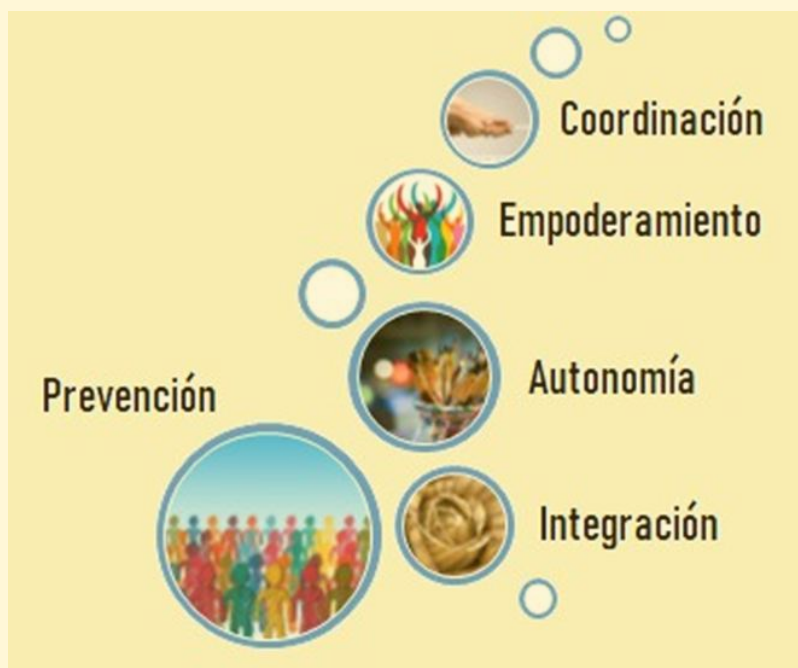 Coordinación
Empoderamiento
Autonomía
Prevención
Integración